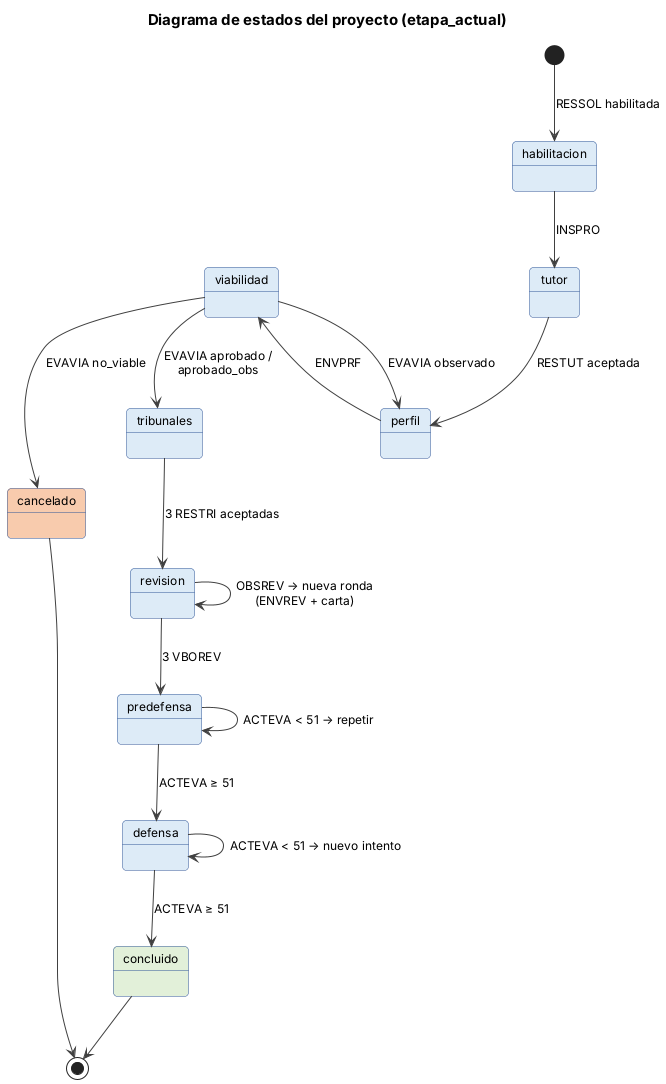 Diagrama de estados del proyecto (etapa_actual)
RESSOL habilitada
habilitacion
INSPRO
viabilidad
tutor
EVAVIA no_viable
EVAVIA aprobado /
aprobado_obs
ENVPRF
EVAVIA observado
RESTUT aceptada
tribunales
perfil
cancelado
3 RESTRI aceptadas
revision
OBSREV → nueva ronda
(ENVREV + carta)
3 VBOREV
predefensa
ACTEVA < 51 → repetir
ACTEVA ≥ 51
defensa
ACTEVA < 51 → nuevo intento
ACTEVA ≥ 51
concluido